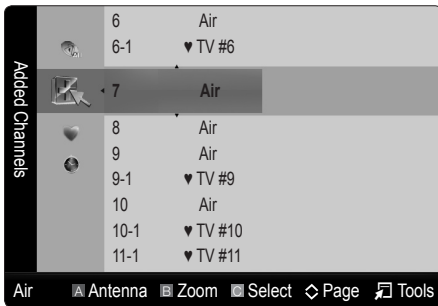 Added Channels
6 Air
6-1 ♥ TV #6
7 Air
8 Air
9 Air
9-1 ♥ TV #9
10 Air
10-1 ♥ TV #10
11-1 ♥ TV #11
Air A Antenna B Zoom C Select Page Tools